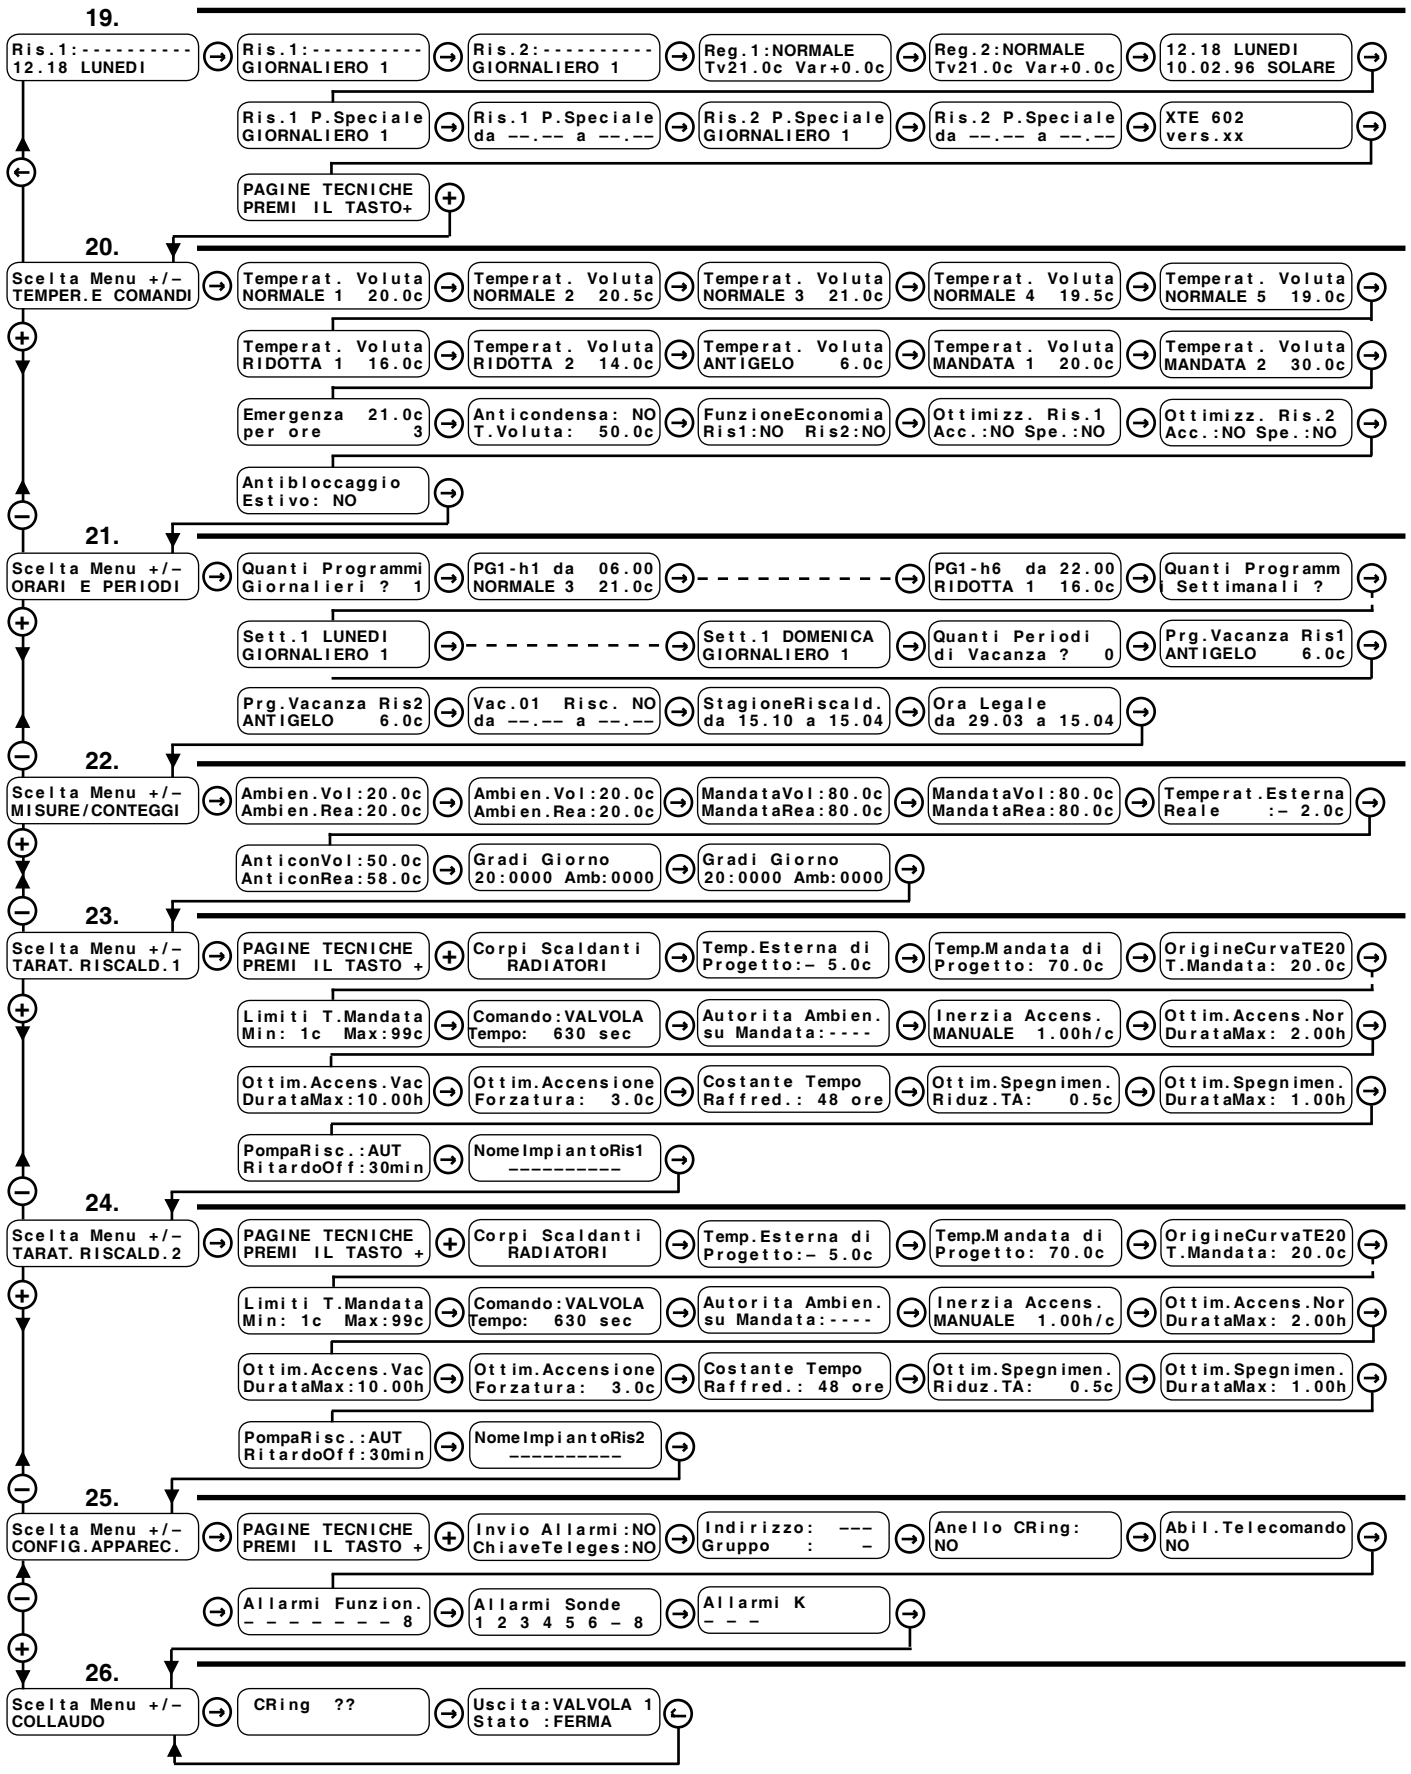 19.
Ris.1:----------
12.18 LUNEDI
Ris.1:----------
GIORNALIERO 1
Ris.2:----------
GIORNALIERO 1
Reg.1:NORMALE
Tv21.0c Var+0.0c
Reg.2:NORMALE
Tv21.0c Var+0.0c
12.18 LUNEDI
10.02.96 SOLARE
Ris.1 P.Speciale
GIORNALIERO 1
Ris.1 P.Speciale
da --.-- a --.--
Ris.2 P.Speciale
GIORNALIERO 1
Ris.2 P.Speciale
da --.-- a --.--
XTE 602
vers.xx
PAGINE TECNICHE
PREMI IL TASTO+
20.
Scelta Menu +/-
TEMPER.E COMANDI
Temperat. Voluta
NORMALE 1 20.0c
Temperat. Voluta
NORMALE 2 20.5c
Temperat. Voluta
NORMALE 3 21.0c
Temperat. Voluta
NORMALE 4 19.5c
Temperat. Voluta
NORMALE 5 19.0c
Temperat. Voluta
RIDOTTA 1 16.0c
Temperat. Voluta
RIDOTTA 2 14.0c
Temperat. Voluta
ANTIGELO 6.0c
Temperat. Voluta
MANDATA 1 20.0c
Temperat. Voluta
MANDATA 2 30.0c
Emergenza 21.0c
per ore 3
Anticondensa: NO
T.Voluta: 50.0c
FunzioneEconomia
Ris1:NO Ris2:NO
Ottimizz. Ris.1
Acc.:NO Spe.:NO
Ottimizz. Ris.2
Acc.:NO Spe.:NO
Antibloccaggio
Estivo: NO
21.
Scelta Menu +/-
ORARI E PERIODI
Quanti Programmi
Giornalieri ? 1
PG1-h1 da 06.00
NORMALE 3 21.0c
PG1-h6 da 22.00
RIDOTTA 1 16.0c
Quanti Programm
i Settimanali ?
Sett.1 LUNEDI
GIORNALIERO 1
Sett.1 DOMENICA
GIORNALIERO 1
Quanti Periodi
di Vacanza ? 0
Prg.Vacanza Ris1
ANTIGELO 6.0c
Prg.Vacanza Ris2
ANTIGELO 6.0c
Vac.01 Risc. NO
da --.-- a --.--
StagioneRiscald.
da 15.10 a 15.04
Ora Legale
da 29.03 a 15.04
22.
Scelta Menu +/-
MISURE/CONTEGGI
Ambien.Vol:20.0c
Ambien.Rea:20.0c
Ambien.Vol:20.0c
Ambien.Rea:20.0c
MandataVol:80.0c
MandataRea:80.0c
MandataVol:80.0c
MandataRea:80.0c
Temperat.Esterna
Reale :- 2.0c
AnticonVol:50.0c
AnticonRea:58.0c
Gradi Giorno
20:0000 Amb:0000
Gradi Giorno
20:0000 Amb:0000
23.
Scelta Menu +/-
TARAT.RISCALD.1
PAGINE TECNICHE
PREMI IL TASTO +
Corpi Scaldanti
RADIATORI
Temp.Esterna di
Progetto:- 5.0c
Temp.Mandata di
Progetto: 70.0c
OrigineCurvaTE20
T.Mandata: 20.0c
Limiti T.Mandata
Min: 1c Max:99c
Comando:VALVOLA
Tempo: 630 sec
Autorita Ambien.
su Mandata:----
Inerzia Accens.
MANUALE 1.00h/c
Ottim.Accens.Nor
DurataMax: 2.00h
Ottim.Accens.Vac
DurataMax:10.00h
Ottim.Accensione
Forzatura: 3.0c
Costante Tempo
Raffred.: 48 ore
Ottim.Spegnimen.
Riduz.TA: 0.5c
Ottim.Spegnimen.
DurataMax: 1.00h
PompaRisc.:AUT
RitardoOff:30min
NomeImpiantoRis1
----------
24.
Scelta Menu +/-
TARAT.RISCALD.2
PAGINE TECNICHE
PREMI IL TASTO +
Corpi Scaldanti
RADIATORI
Temp.Esterna di
Progetto:- 5.0c
Temp.Mandata di
Progetto: 70.0c
OrigineCurvaTE20
T.Mandata: 20.0c
Limiti T.Mandata
Min: 1c Max:99c
Comando:VALVOLA
Tempo: 630 sec
Autorita Ambien.
su Mandata:----
Inerzia Accens.
MANUALE 1.00h/c
Ottim.Accens.Nor
DurataMax: 2.00h
Ottim.Accens.Vac
DurataMax:10.00h
Ottim.Accensione
Forzatura: 3.0c
Costante Tempo
Raffred.: 48 ore
Ottim.Spegnimen.
Riduz.TA: 0.5c
Ottim.Spegnimen.
DurataMax: 1.00h
PompaRisc.:AUT
RitardoOff:30min
NomeImpiantoRis2
----------
25.
Scelta Menu +/-
CONFIG.APPAREC.
PAGINE TECNICHE
PREMI IL TASTO +
Invio Allarmi:NO
ChiaveTeleges:NO
Indirizzo: ---
Gruppo : -
Anello CRing:
NO
Abil.Telecomando
NO
Allarmi Funzion.
- - - - - - - 8
Allarmi Sonde
1 2 3 4 5 6 - 8
Allarmi K
- - -
26.
Scelta Menu +/-
COLLAUDO
CRing ??
Uscita:VALVOLA 1
Stato :FERMA